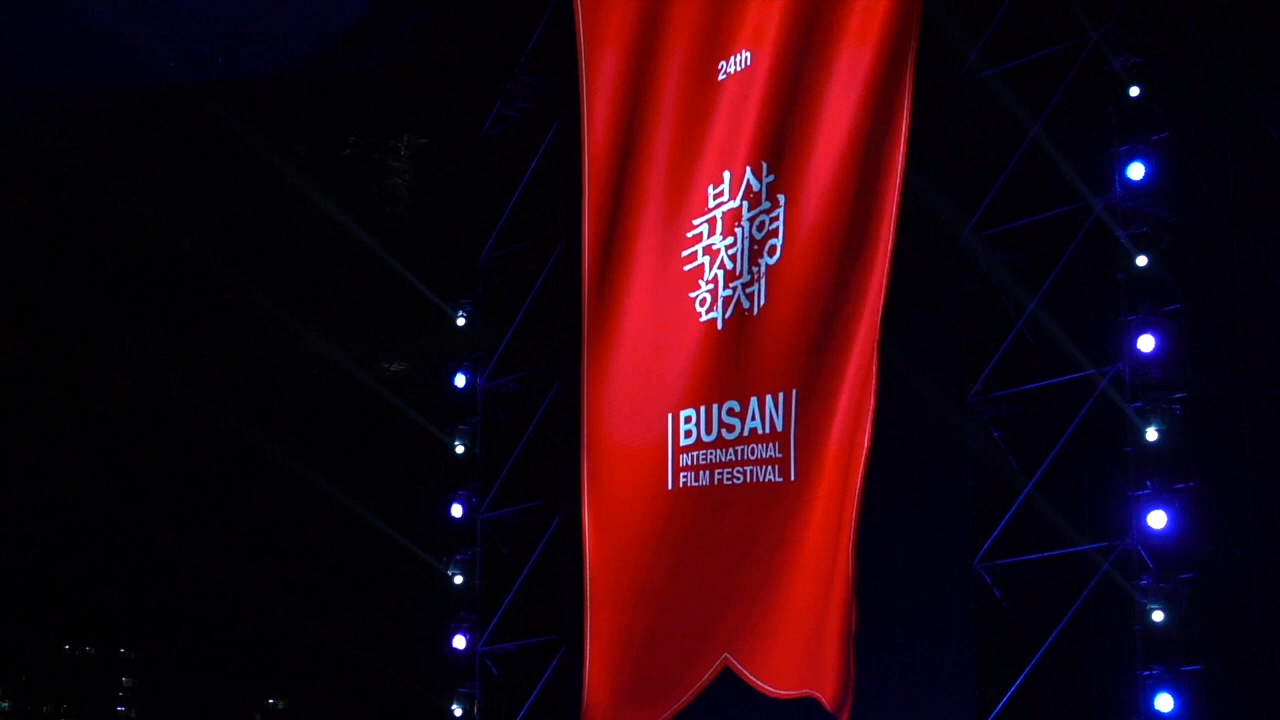 24th
부산
국제영
화제
BUSAN
INTERNATIONAL
FILM FESTIVAL